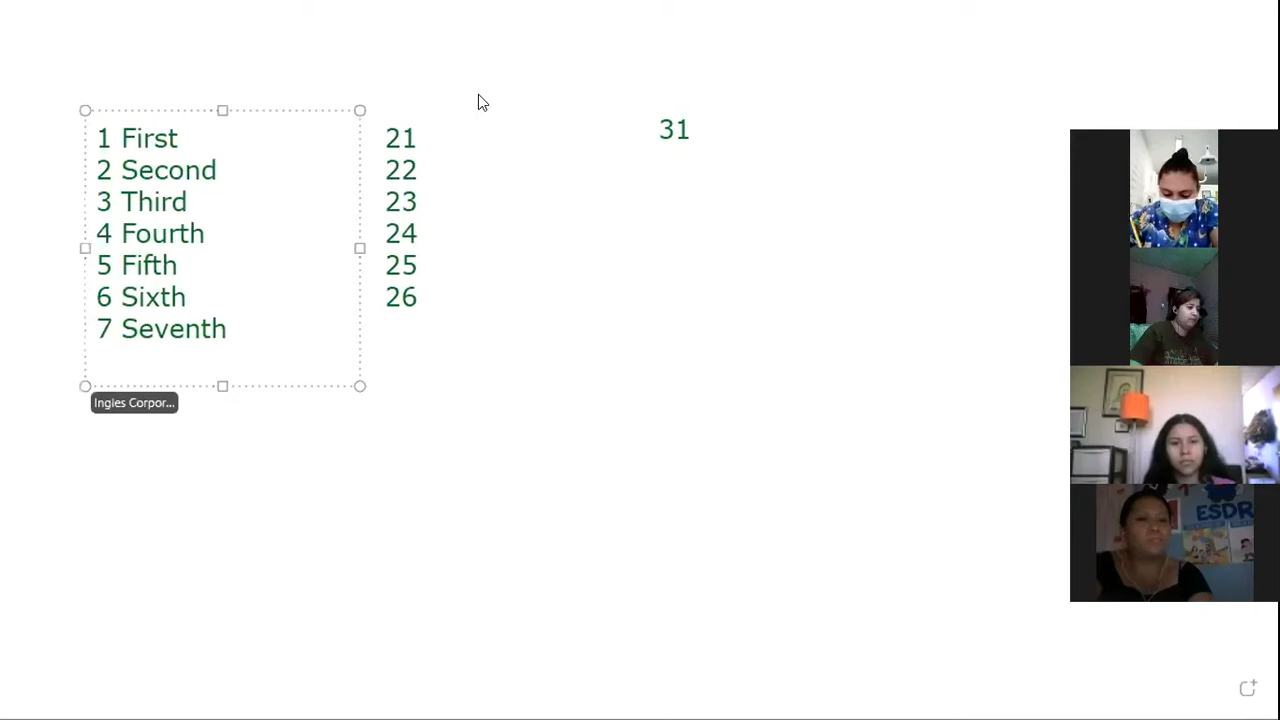 1 First
2 Second
3 Third
4 Fourth
5 Fifth
6 Sixth
7 Seventh
Ingles Corpor...
21
22
23
24
25
26
31
ESDR